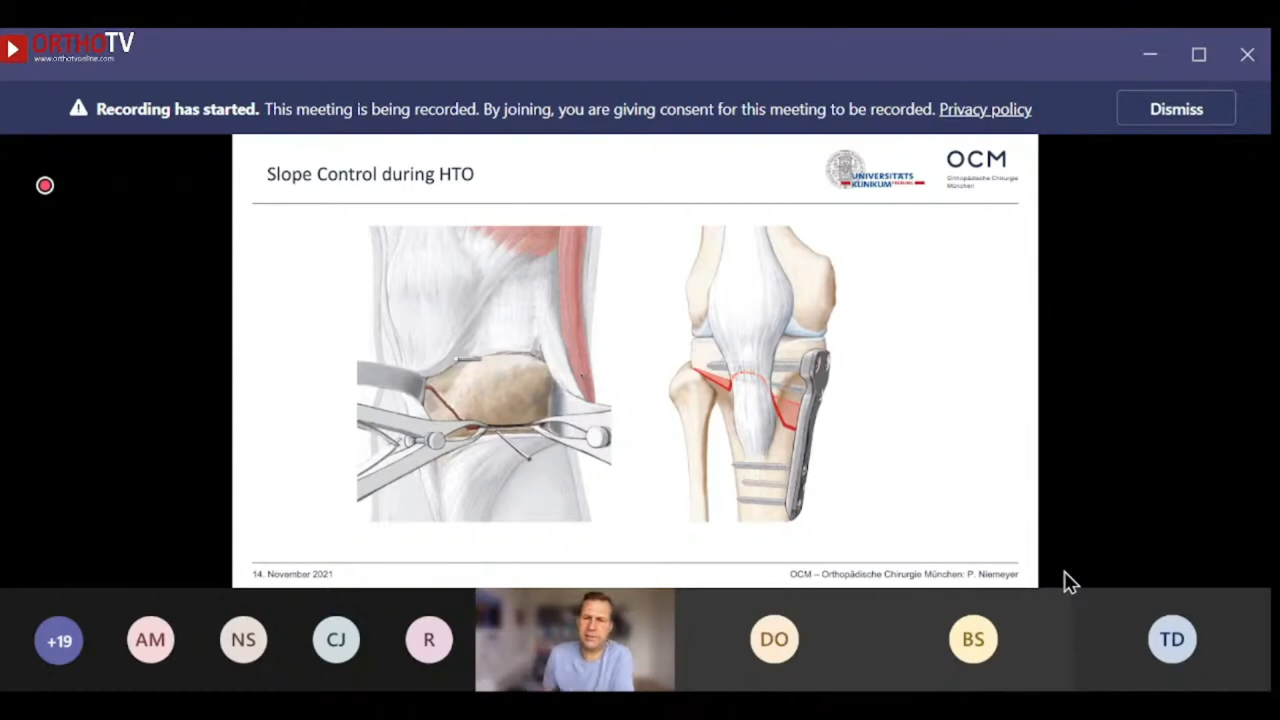 ORTHOTV
www.orthotvonline.com
Recording has started. This meeting is being recorded. By joining, you are giving consent for this meeting to be recorded. Privacy policy
Dismiss
Slope Control during HTO
UNIVERSITÄTS
KLINIKUM FREIBURG
OCM
Orthopädische Chirurgie
München
14. November 2021
OCM – Orthopädische Chirurgie München: P. Niemeyer
+19
AM
NS
CJ
R
DO
BS
TD